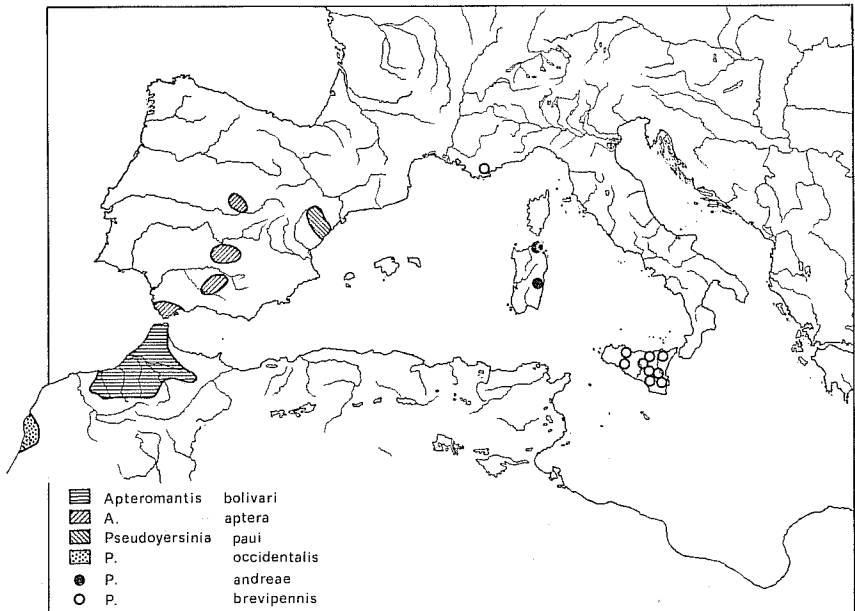 Apteromantis bolivari
A. aptera
Pseudoyersinia paui
P. occidentalis
P. andreae
P. brevipennis